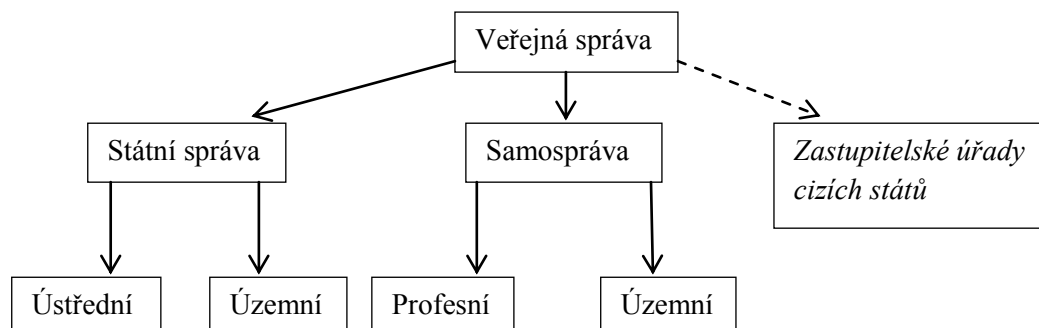 Veřejná správa
Státní správa
Samospráva
Zastupitelské úřady
cizích států
Ústřední
Územní
Profesní
Územní